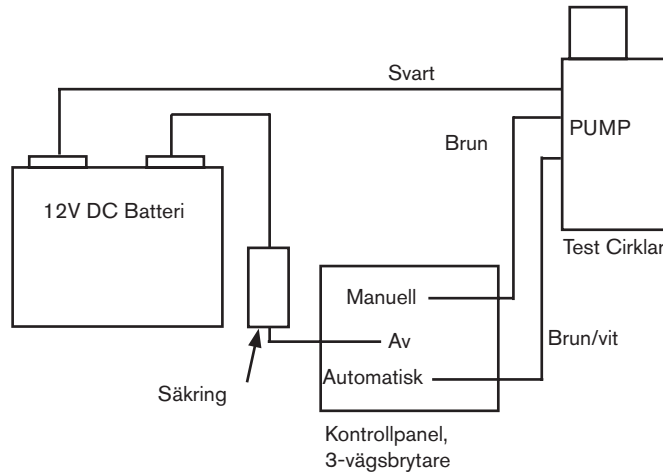 Svart
PUMP
Brun
12V DC Batteri
Test Cirklar
Manuell
Av
Brun/vit
Automatisk
Säkring
Kontrollpanel,
3-vägsbrytare